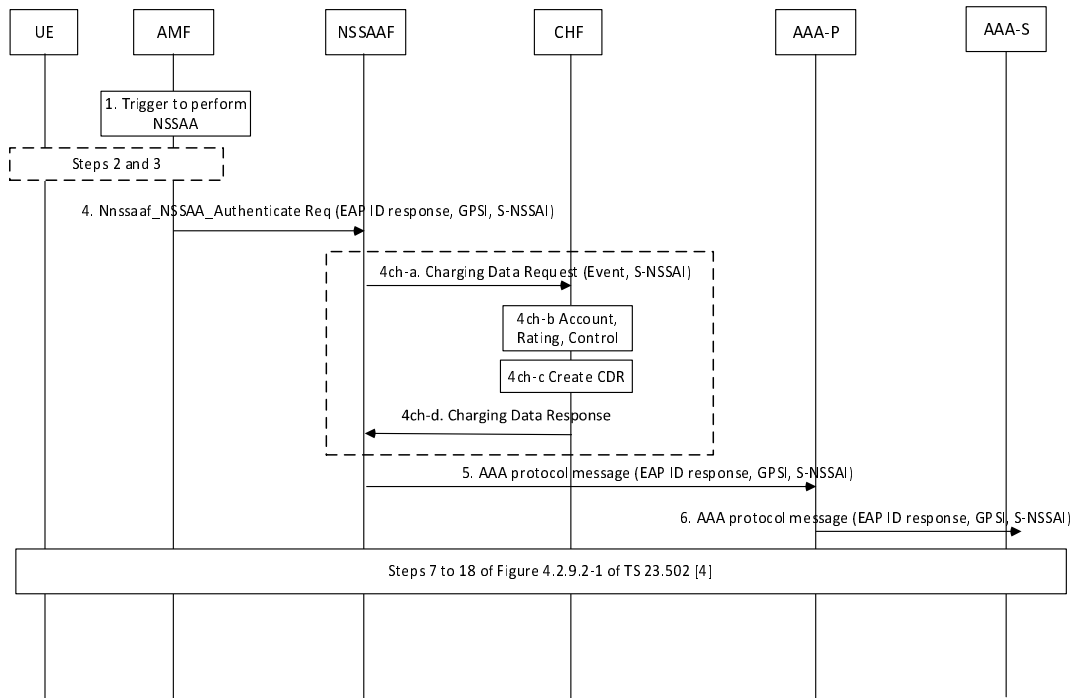 UE
AMF
NSSAAF
CHF
AAA-P
AAA-S
1. Trigger to perform
NSSAA
Steps 2 and 3
4. Nnssaaf_NSSAA_Authenticate Req (EAP ID response, GPSI, S-NSSAI)
4ch-a. Charging Data Request (Event, S-NSSAI)
4ch-b Account,
Rating, Control
4ch-c Create CDR
4ch-d. Charging Data Response
5. AAA protocol message (EAP ID response, GPSI, S-NSSAI)
6. AAA protocol message (EAP ID response, GPSI, S-NSSAI)
Steps 7 to 18 of Figure 4.2.9.2-1 of TS 23.502 [4]